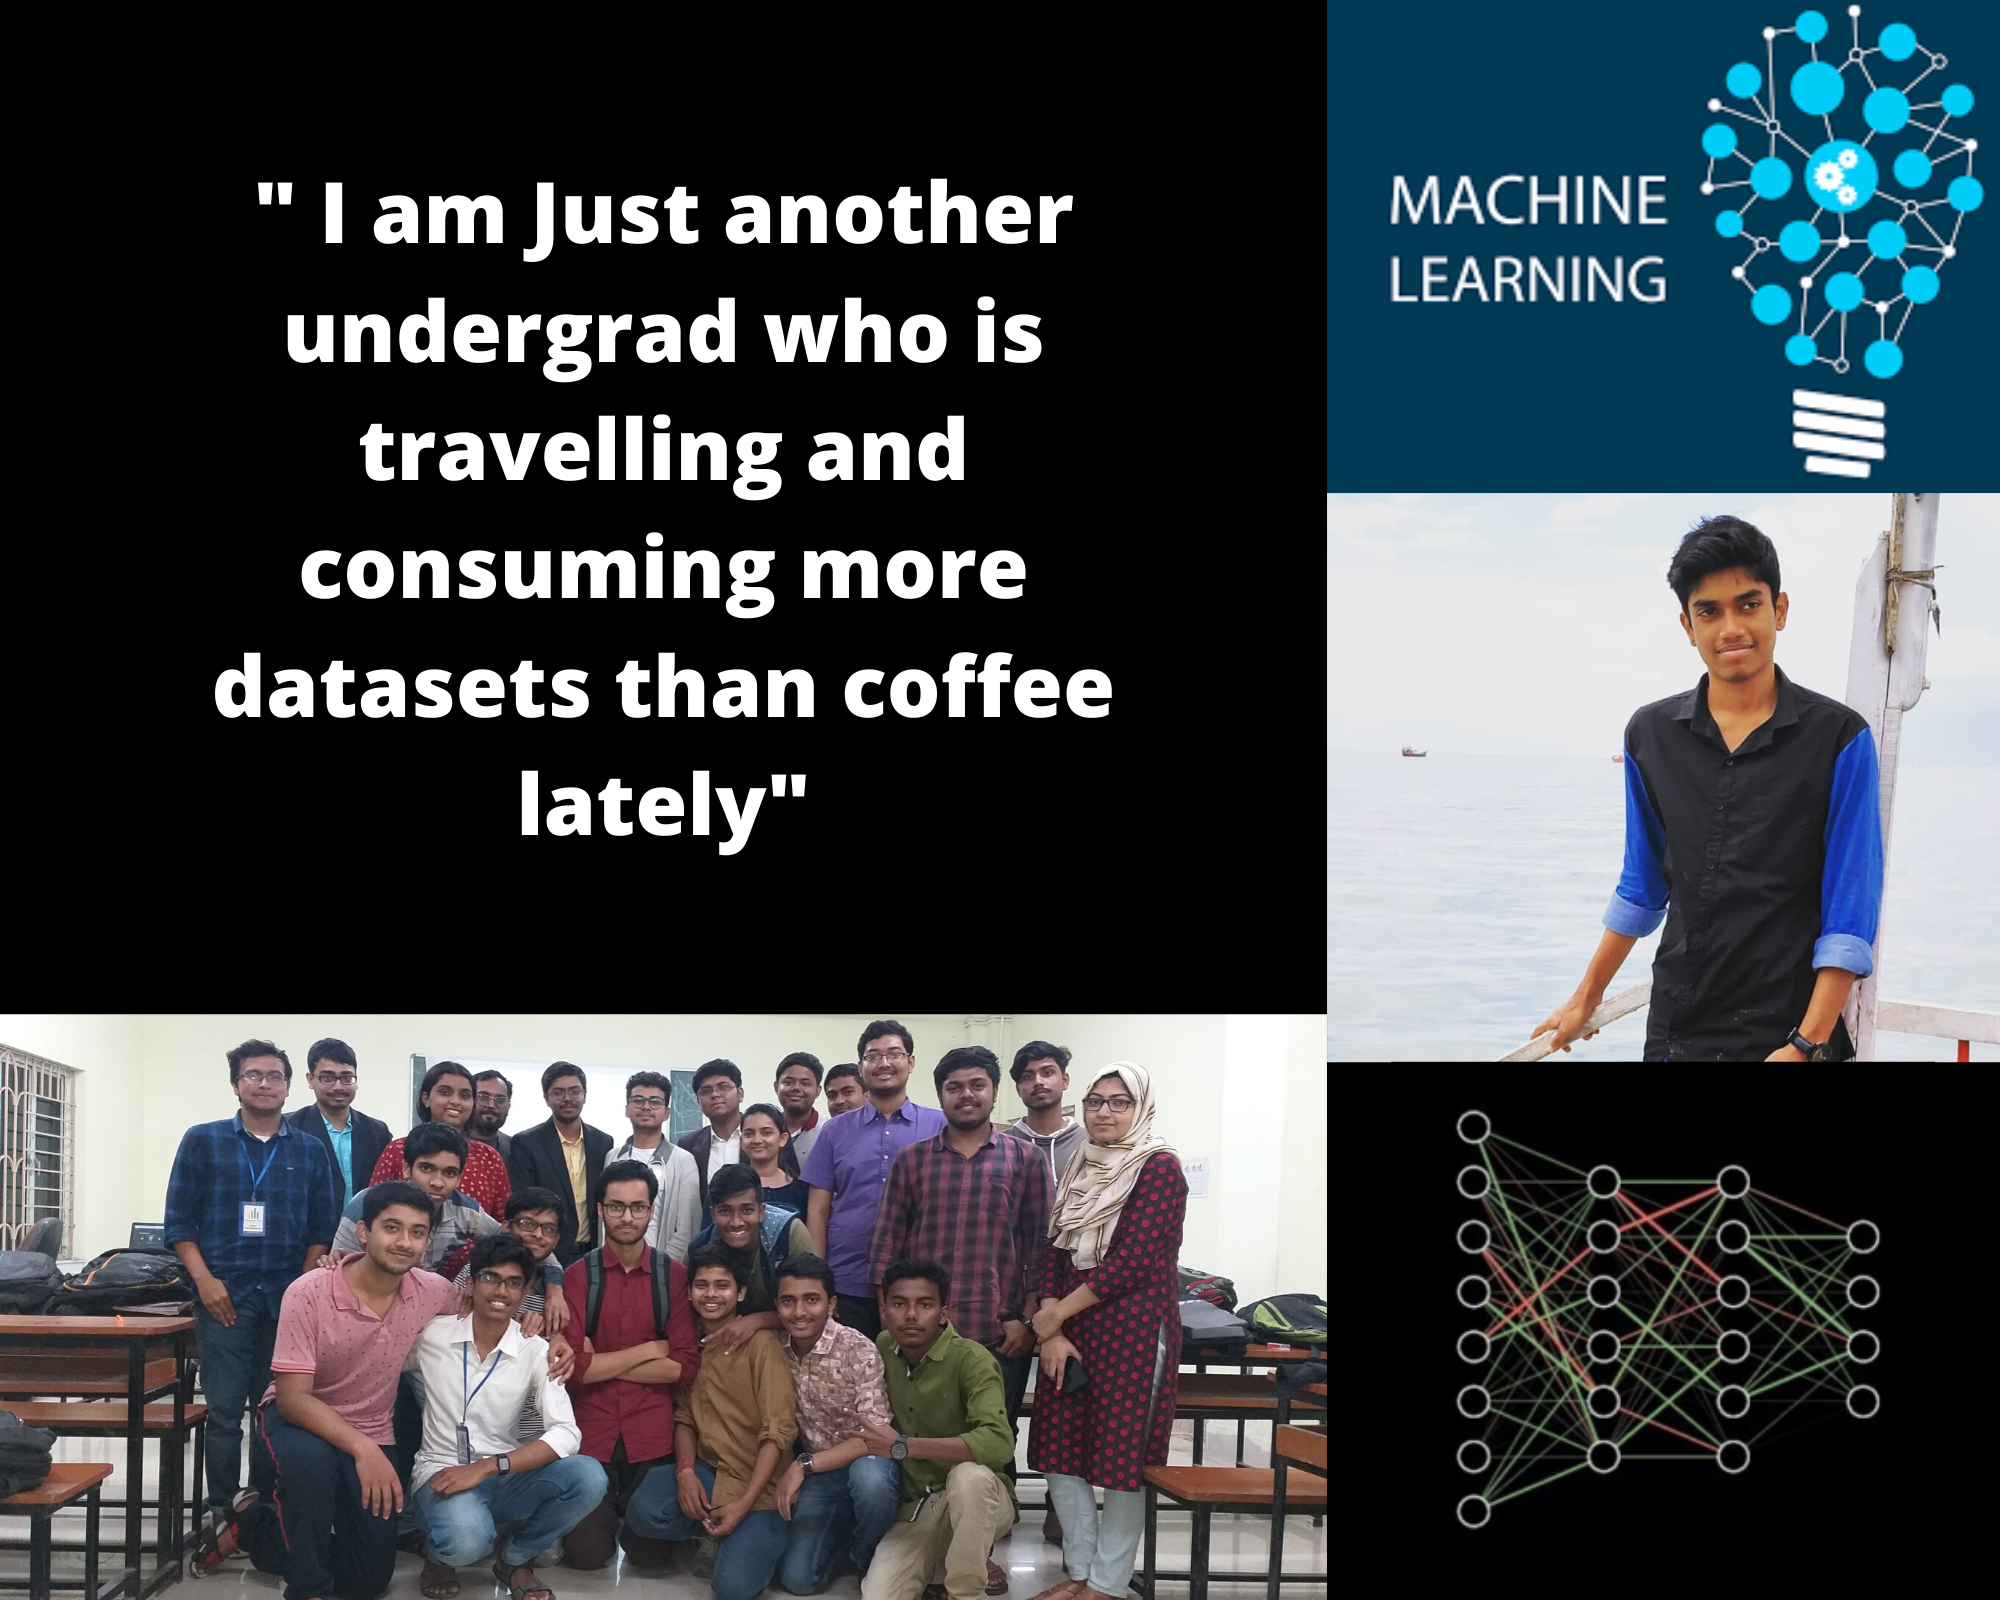 " I am Just another
undergrad who is
travelling and
consuming more
datasets than coffee
lately"
MACHINE
LEARNING